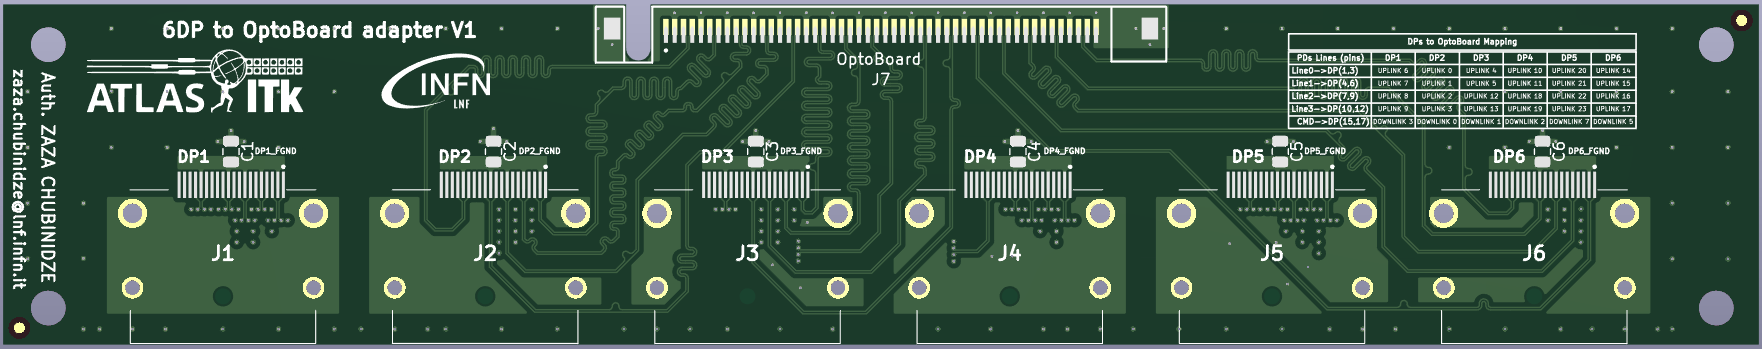 6DP to OptoBoard adapter V1
ATLAS ITk
INFN
LNF
Auth. ZAZA CHUBINIDZE
zaza.chubinidze@lnf.infn.it
OptoBoard
J7
DPs to OptoBoard Mapping
PDs Lines (pins) DP1 DP2 DP3 DP4 DP5 DP6
Line0->DP(1,3) UPLINK 6 UPLINK 0 UPLINK 4 UPLINK 10 UPLINK 20 UPLINK 14
Line1->DP(4,6) UPLINK 7 UPLINK 1 UPLINK 5 UPLINK 11 UPLINK 21 UPLINK 15
Line2->DP(7,9) UPLINK 8 UPLINK 2 UPLINK 12 UPLINK 18 UPLINK 22 UPLINK 16
Line3->DP(10,12) UPLINK 9 UPLINK 3 UPLINK 13 UPLINK 19 UPLINK 23 UPLINK 17
CMD->DP(15,17) DOWNLINK 3 DOWNLINK 0 DOWNLINK 1 DOWNLINK 2 DOWNLINK 7 DOWNLINK 5
DP1 C1 DP1_FGND
DP2 C2 DP2_FGND
DP3 C3 DP3_FGND
DP4 C4 DP4_FGND
DP5 C5 DP5_FGND
DP6 C6 DP6_FGND
J1
J2
J3
J4
J5
J6